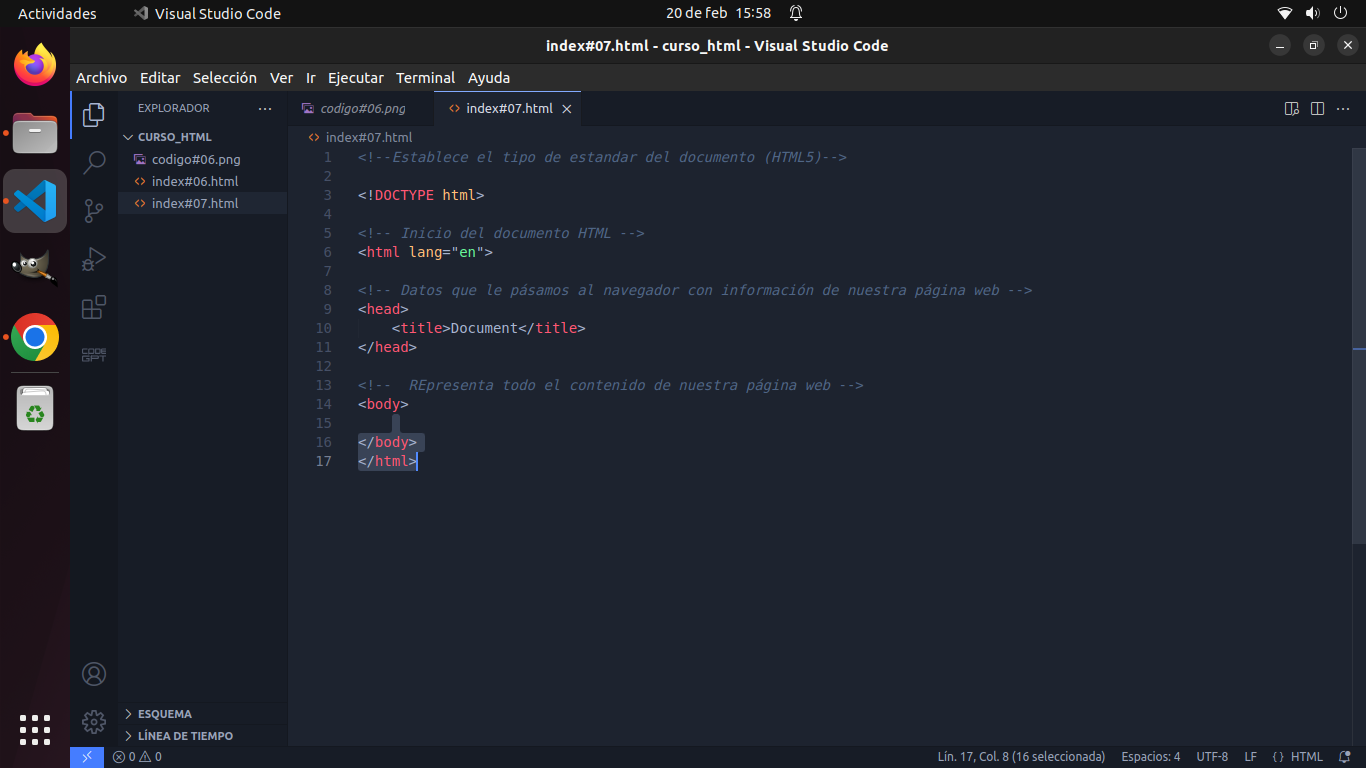 Actividades Visual Studio Code 20 de feb 15:58
index#07.html - curso_html - Visual Studio Code
Archivo Editar Selección Ver Ir Ejecutar Terminal Ayuda
EXPLORADOR
CURSO_HTML
codigo#06.png
index#06.html
index#07.html
CODE
GPT
ESQUEMA
LÍNEA DE TIEMPO
codigo#06.png index#07.html
index#07.html
1 <!--Establece el tipo de estandar del documento (HTML5)-->
2
3 <!DOCTYPE html>
4
5 <!-- Inicio del documento HTML -->
6 <html lang="en">
7
8 <!-- Datos que le pásamos al navegador con información de nuestra página web -->
9 <head>
10     <title>Document</title>
11 </head>
12
13 <!--  REpresenta todo el contenido de nuestra página web -->
14 <body>
15
16 </body>
17 </html>
0 0 Lín. 17, Col. 8 (16 seleccionada) Espacios: 4 UTF-8 LF {} HTML